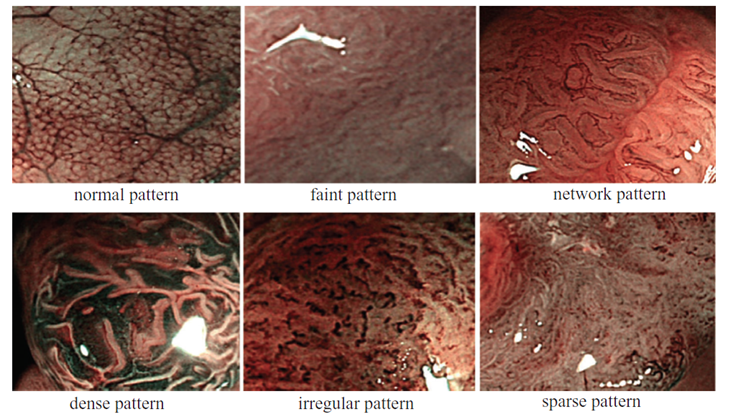 normal pattern
faint pattern
network pattern
dense pattern
irregular pattern
sparse pattern